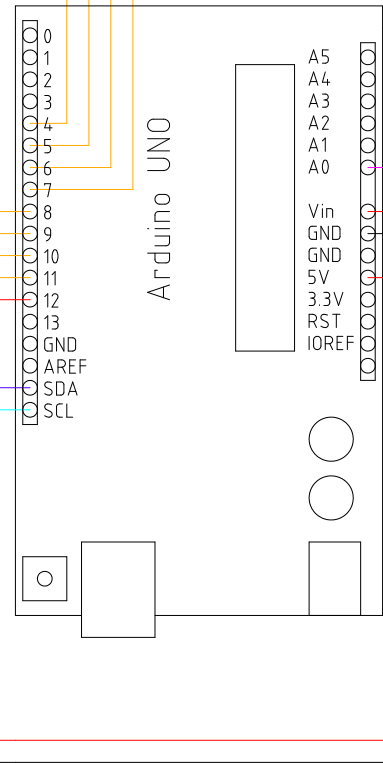 0
1
2
3
4
5
6
7
8
9
10
11
12
13
GND
AREF
SDA
SCL
Arduino UNO
A5
A4
A3
A2
A1
A0
Vin
GND
GND
5V
3.3V
RST
IOREF